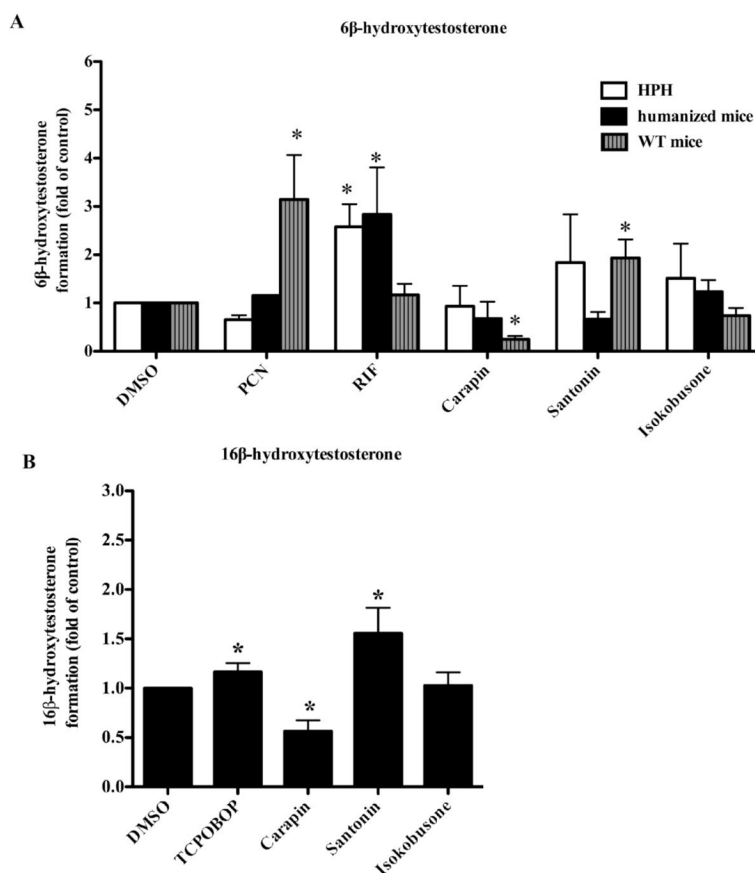 A
6β-hydroxytestosterone
6β-hydroxytestosterone
formation (fold of control)
6
5
4
3
2
1
0
HPH
humanized mice
WT mice
*
*
*
*
*
DMSO
PCN
RIF
Carapin
Santonin
Isokobusone
B
16β-hydroxytestosterone
16β-hydroxytestosterone
formation (fold of control)
3.0
2.5
2.0
1.5
1.0
0.5
0.0
*
*
*
DMSO
TCPOBOP
Carapin
Santonin
Isokobusone